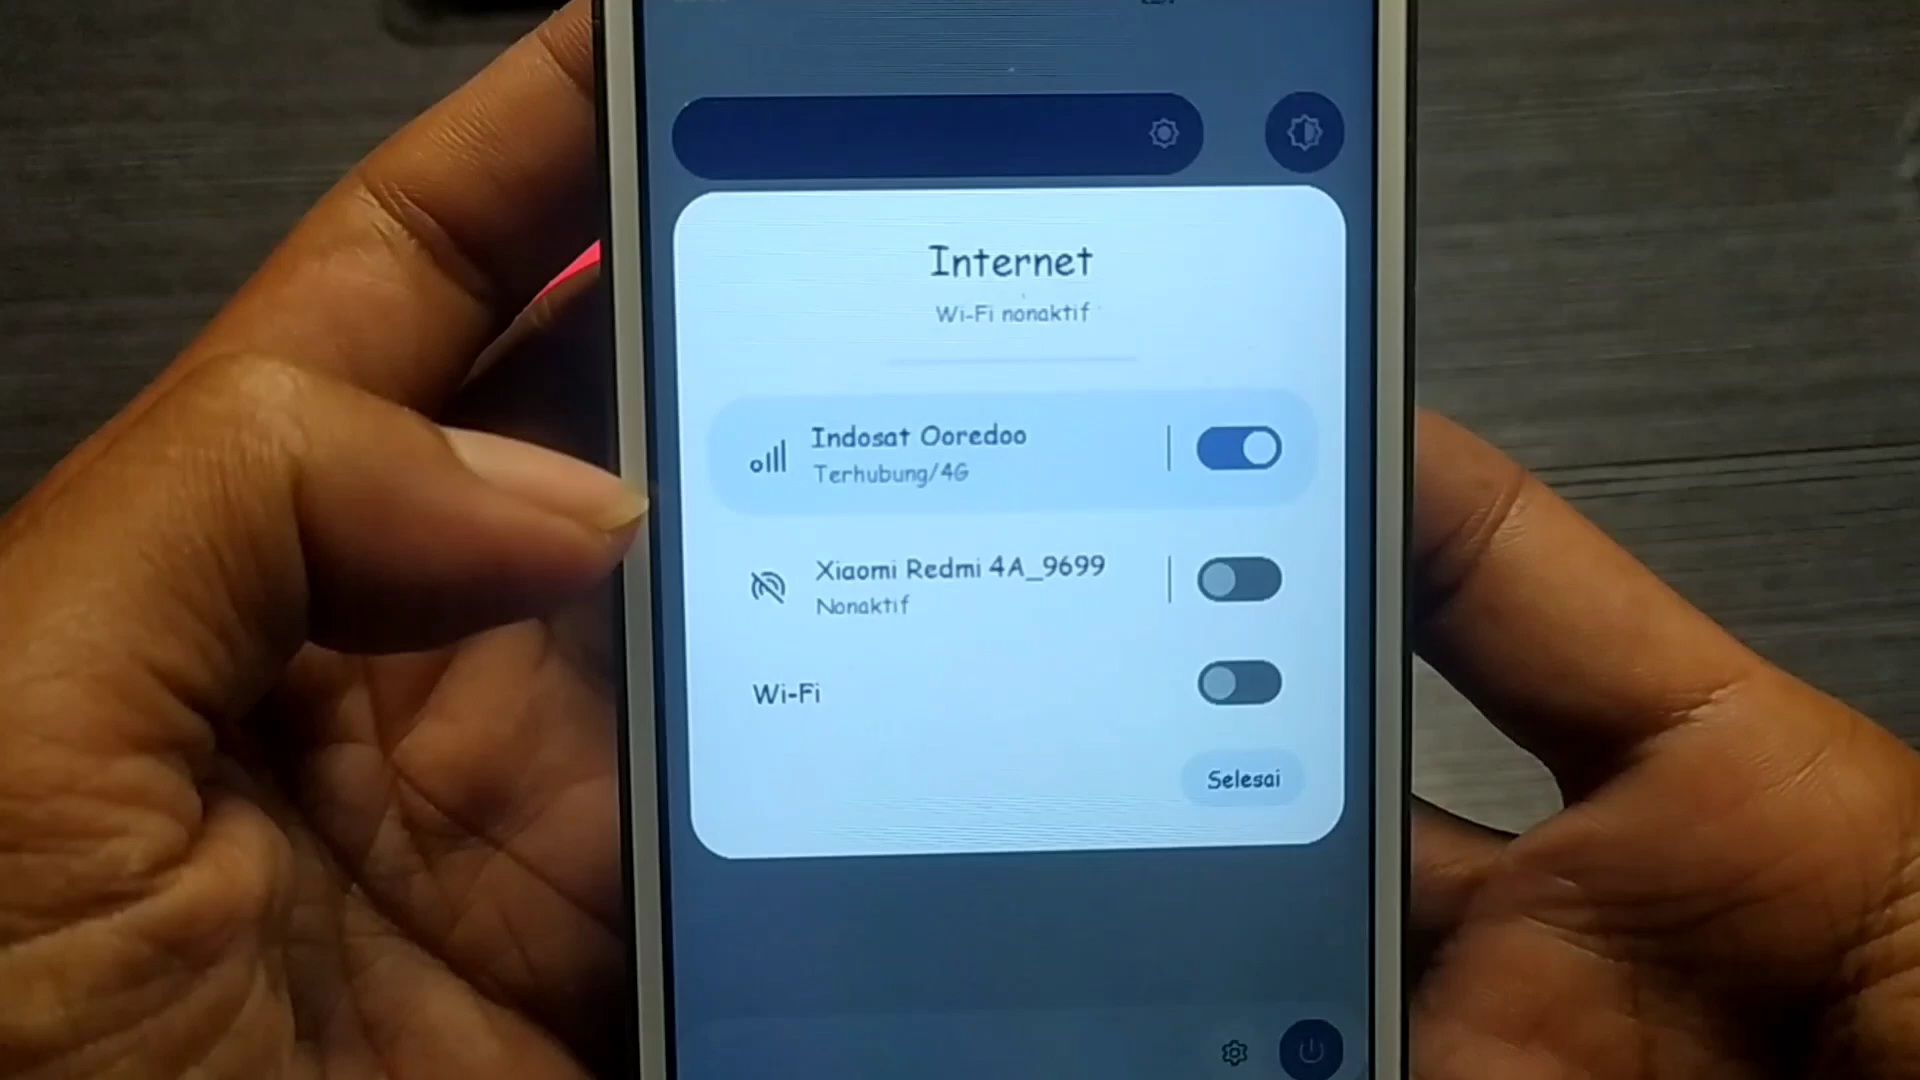 Internet
Wi-Fi nonaktif
Indosat Ooredoo
Terhubung/4G
Xiaomi Redmi 4A_9699
Nonaktif
Wi-Fi
Selesai